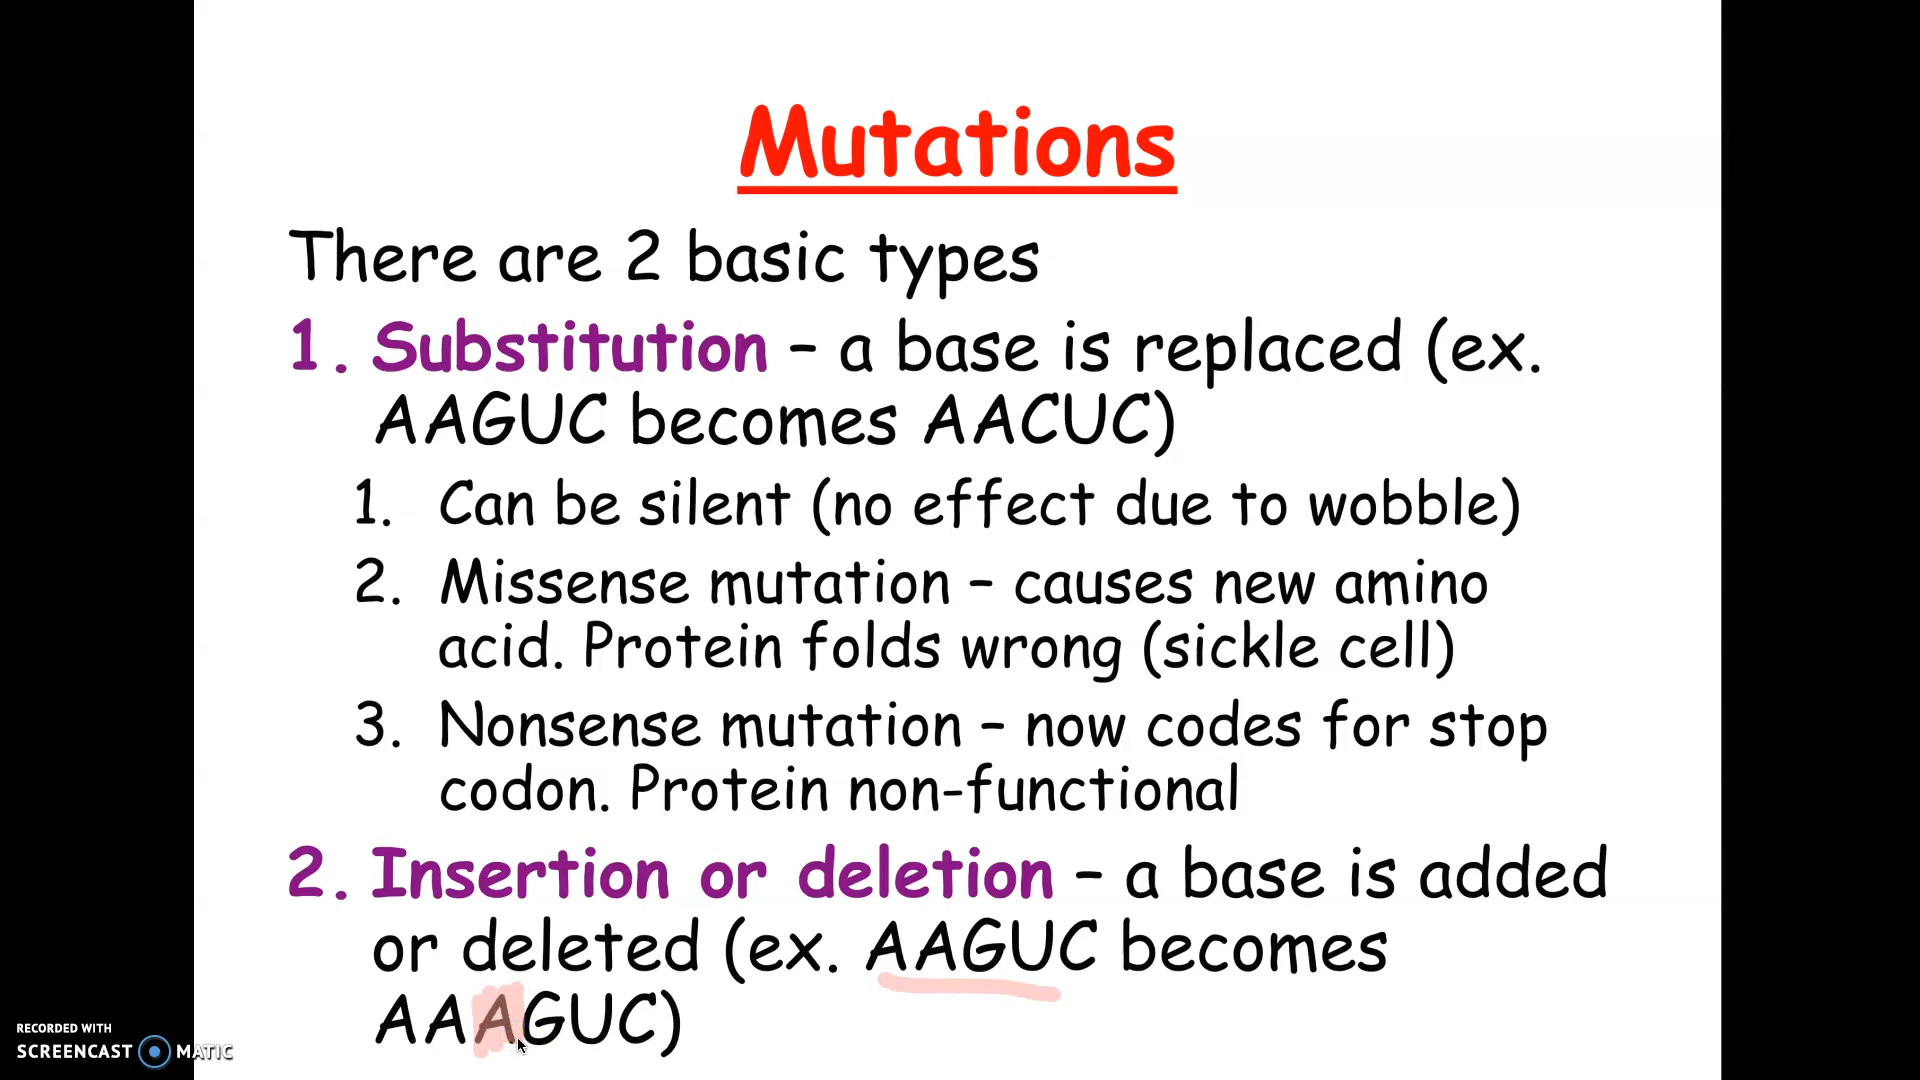 Mutations
There are 2 basic types
1. Substitution – a base is replaced (ex.
AAGUC becomes AACUC)
1. Can be silent (no effect due to wobble)
2. Missense mutation – causes new amino
acid. Protein folds wrong (sickle cell)
3. Nonsense mutation – now codes for stop
codon. Protein non-functional
2. Insertion or deletion – a base is added
or deleted (ex. AAGUC becomes
AAAGUC)
RECORDED WITH
SCREENCAST MATIC